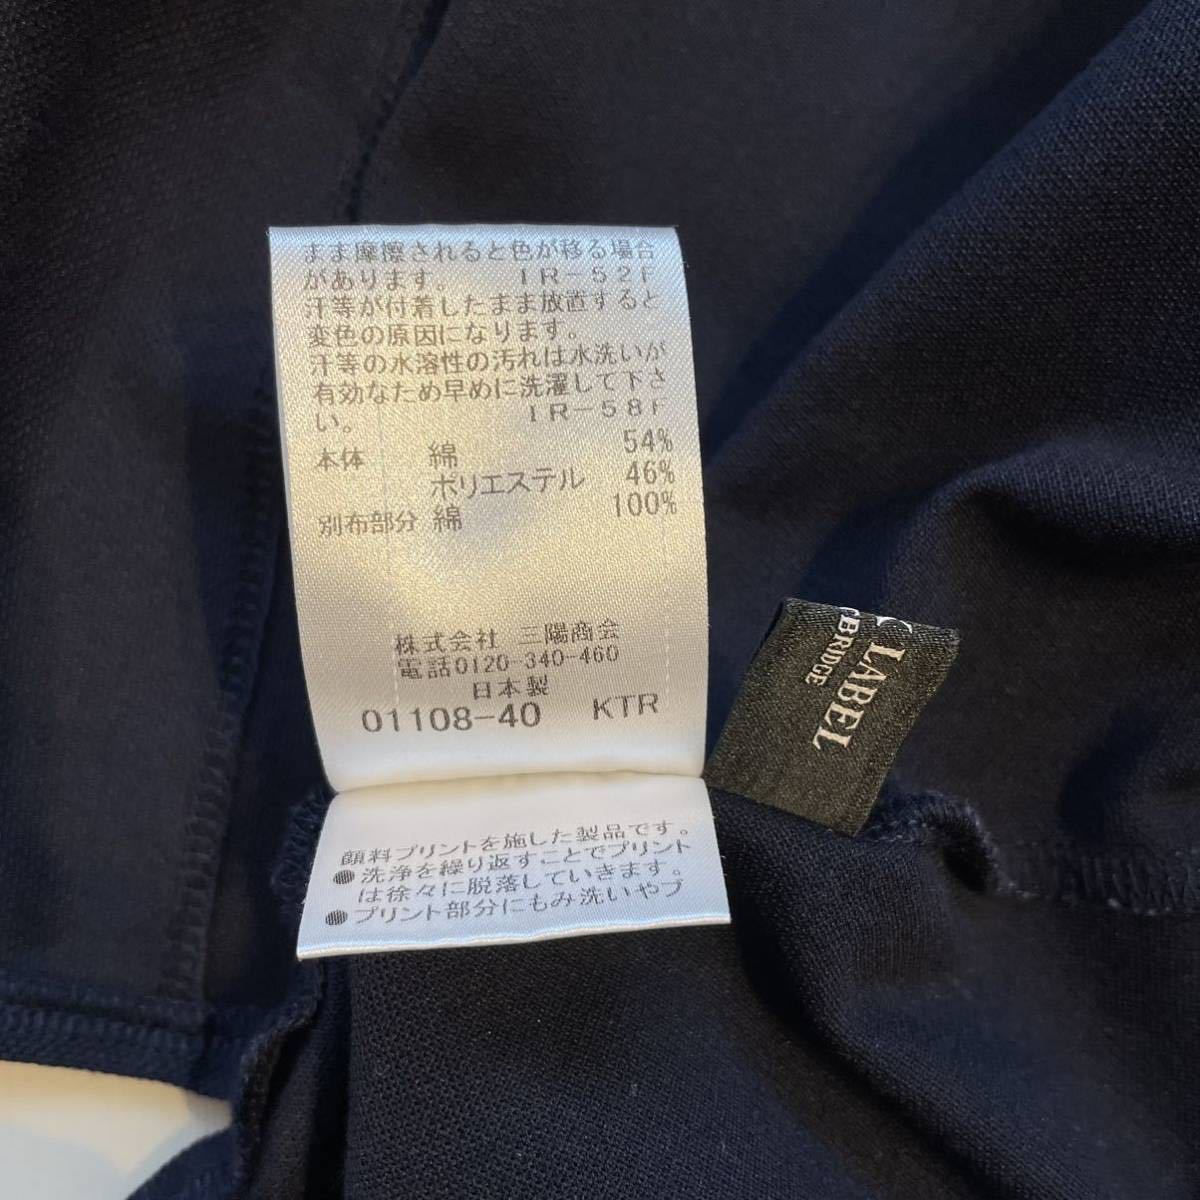 まま摩擦されると色が移る場合
があります。 IR-52F
汗等が付着したまま放置すると
変色の原因になります。
汗等の水溶性の汚れは水洗いが
有効なため早めに洗濯して下さ
い。 IR-58F
本体 綿 54%
ポリエステル 46%
別布部分 綿 100%
株式会社 三陽商会
電話0120-340-460
日本製
01108-40 KTR
顔料プリントを施した製品です。
●洗浄を繰り返すことでプリント
は徐々に脱落していきます。
●プリント部分にもみ洗いやブ
LABEL
BRIDGE